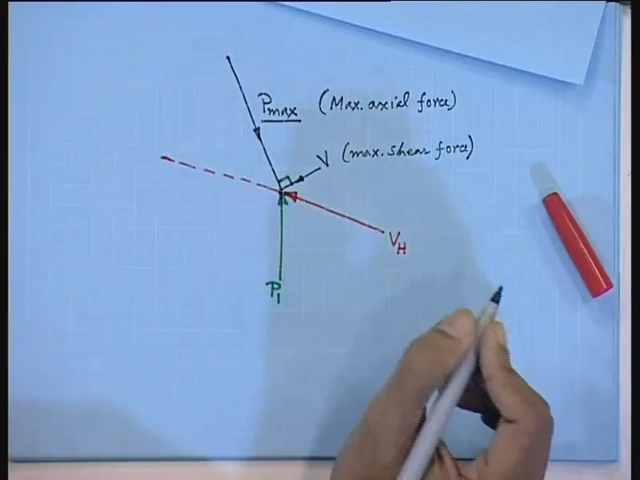 Pmax (Max. axial force)
V (max. shear force)
VH
P1